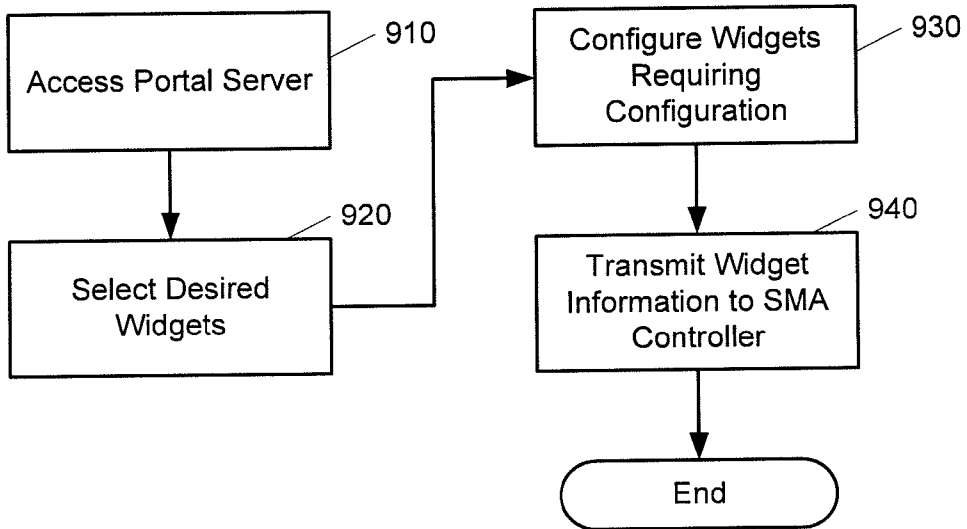 910
Access Portal Server
920
Select Desired
Widgets
930
Configure Widgets
Requiring
Configuration
940
Transmit Widget
Information to SMA
Controller
End